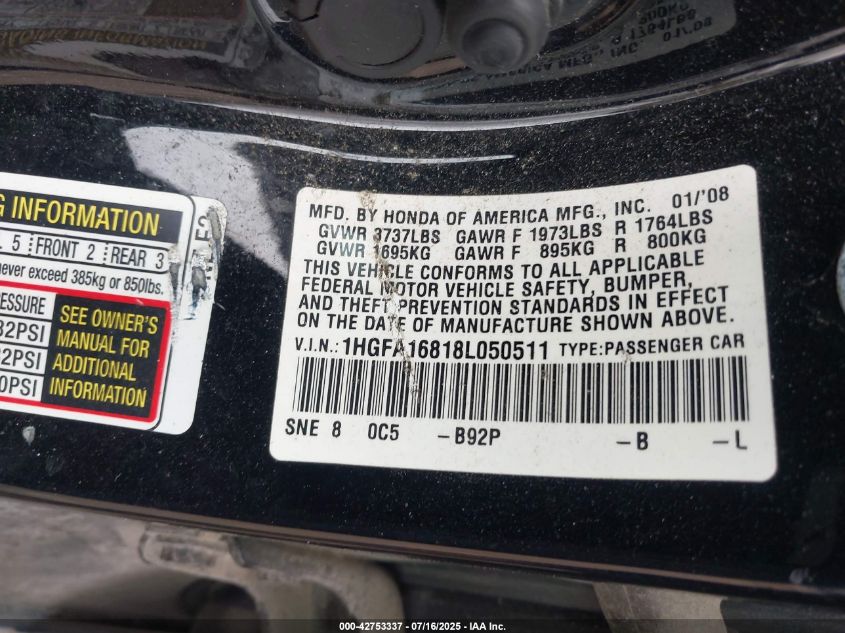 G INFORMATION
5 FRONT 2 REAR 3
never exceed 385kg or 850lbs.
SEE OWNER'S
MANUAL FOR
ADDITIONAL
INFORMATION
MFD. BY HONDA OF AMERICA MFG., INC. 01/'08
GVWR 3737LBS GAWR F 1973LBS R 1764LBS
GVWR 1695KG GAWR F 895KG R 800KG
THIS VEHICLE CONFORMS TO ALL APPLICABLE
FEDERAL MOTOR VEHICLE SAFETY, BUMPER,
AND THEFT PREVENTION STANDARDS IN EFFECT
ON THE DATE OF MANUFACTURE SHOWN ABOVE.
V.I.N.: 1HGFA16818L050511 TYPE:PASSENGER CAR
SNE 8 0C5 -B92P -B -L
000-42753337 - 07/16/2025 - IAA Inc.